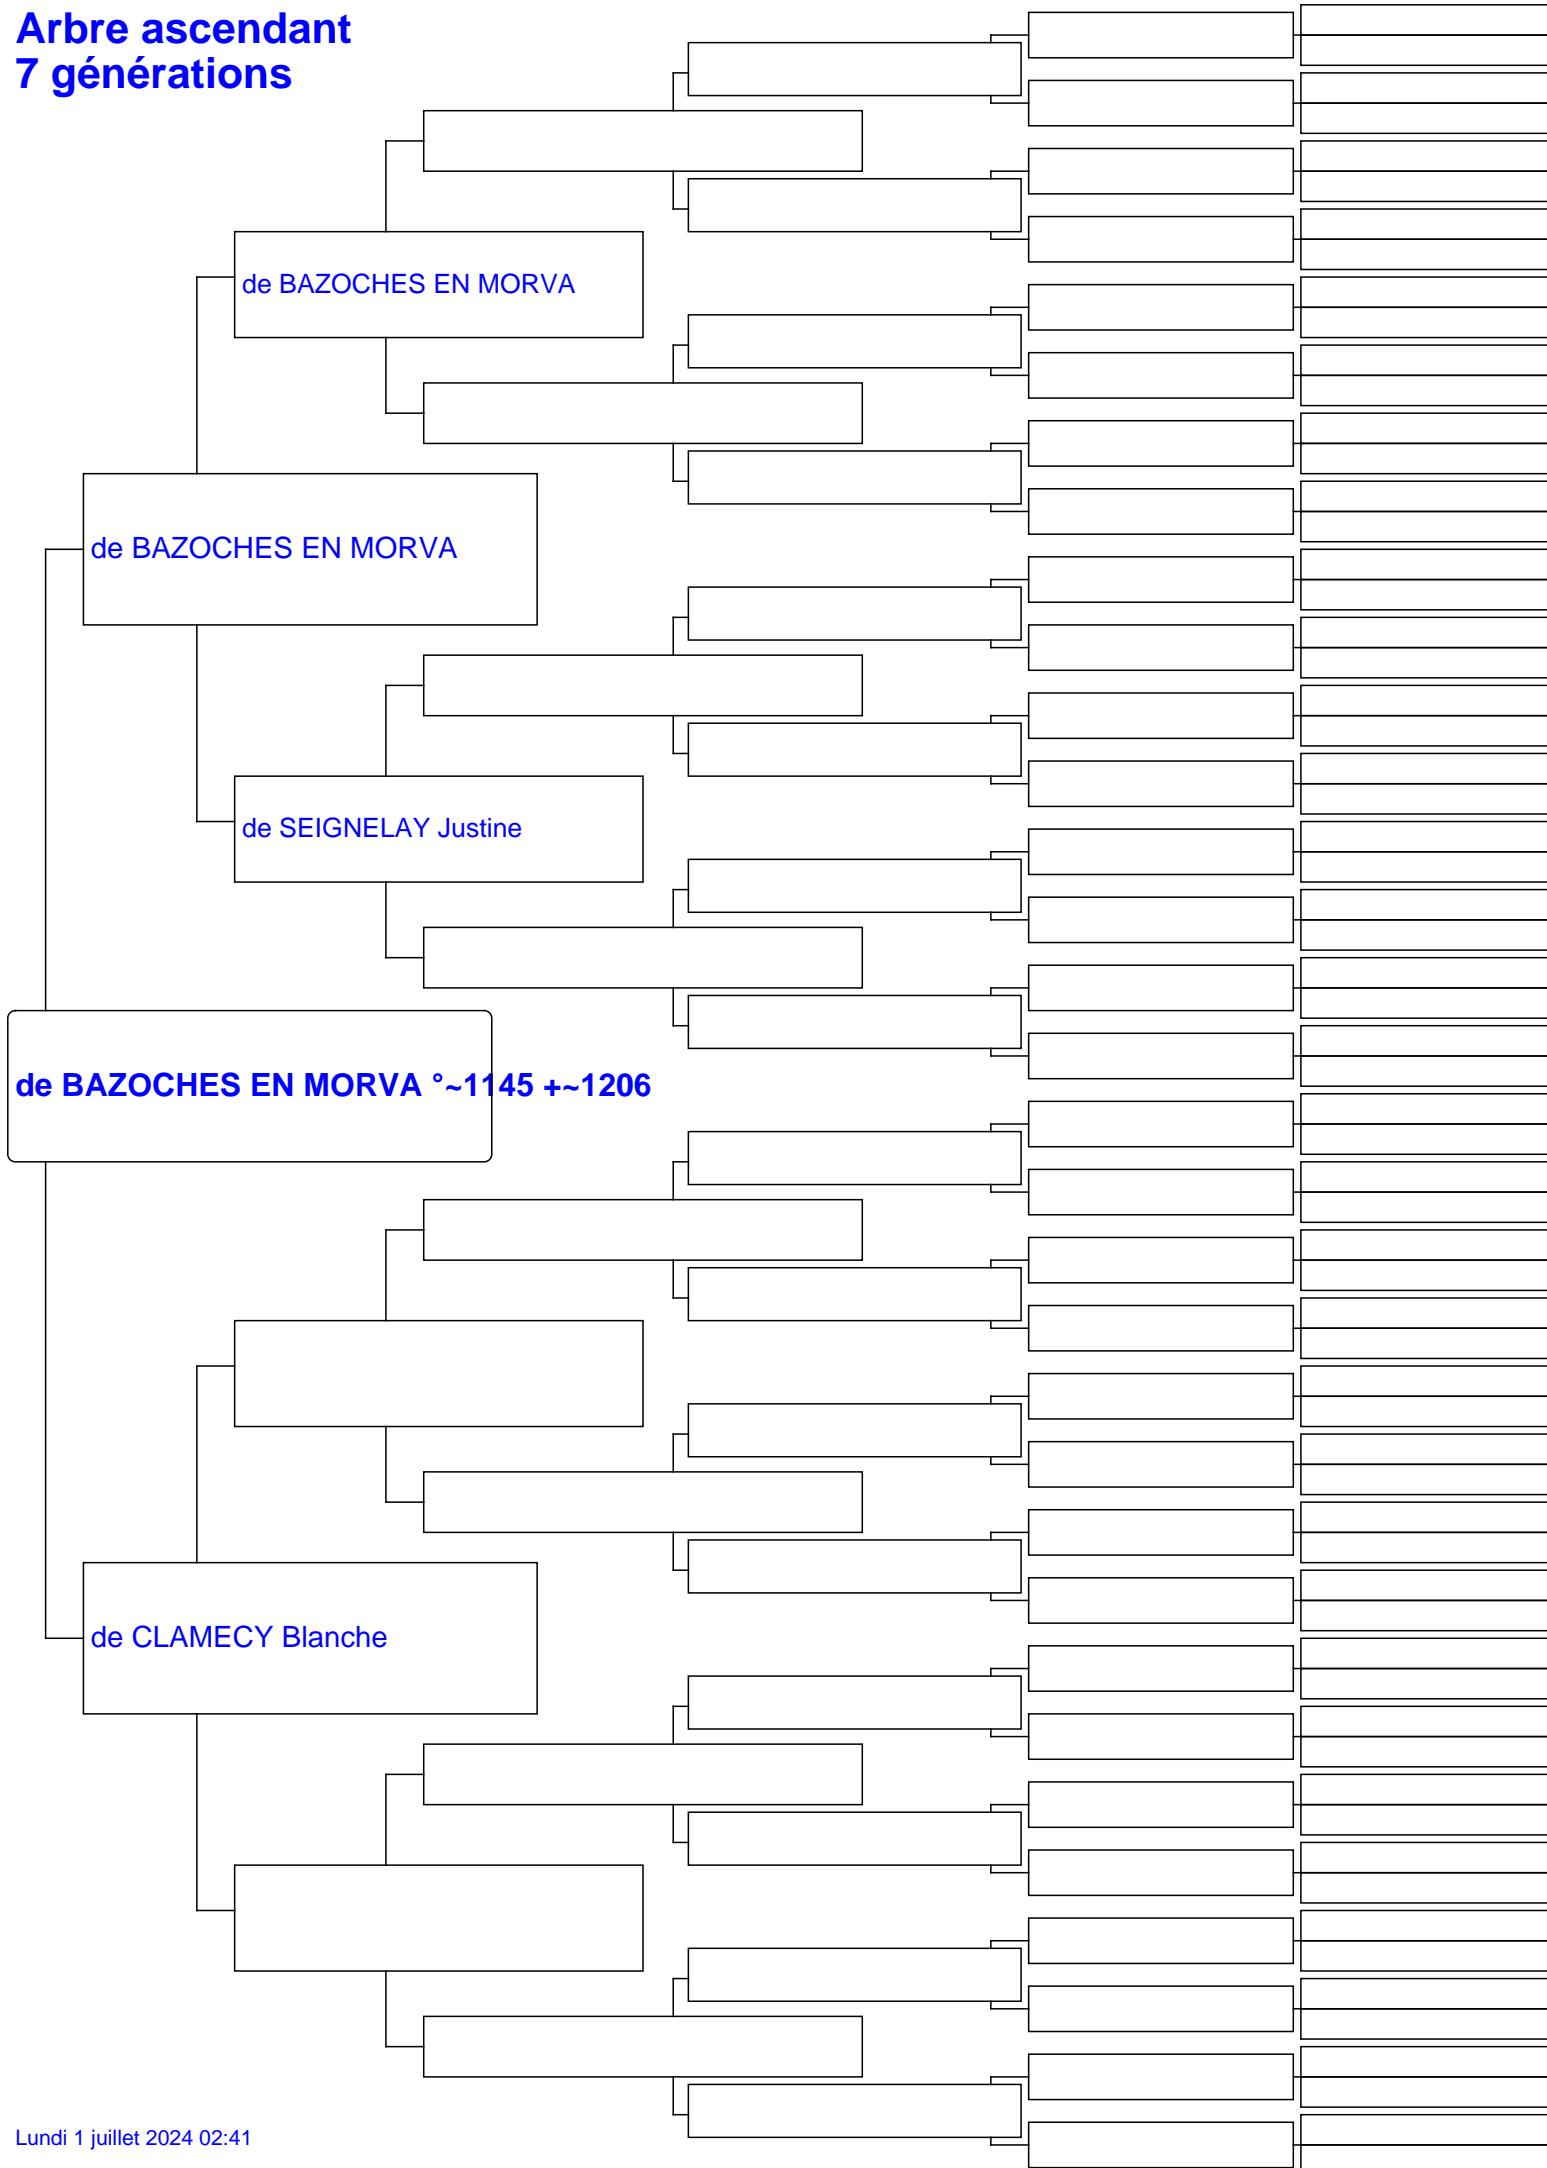 Arbre ascendant
7 générations
de BAZOCHES EN MORVA
de BAZOCHES EN MORVA
de SEIGNELAY Justine
de BAZOCHES EN MORVA °~1145 +~1206
de CLAMECY Blanche
Lundi 1 juillet 2024 02:41